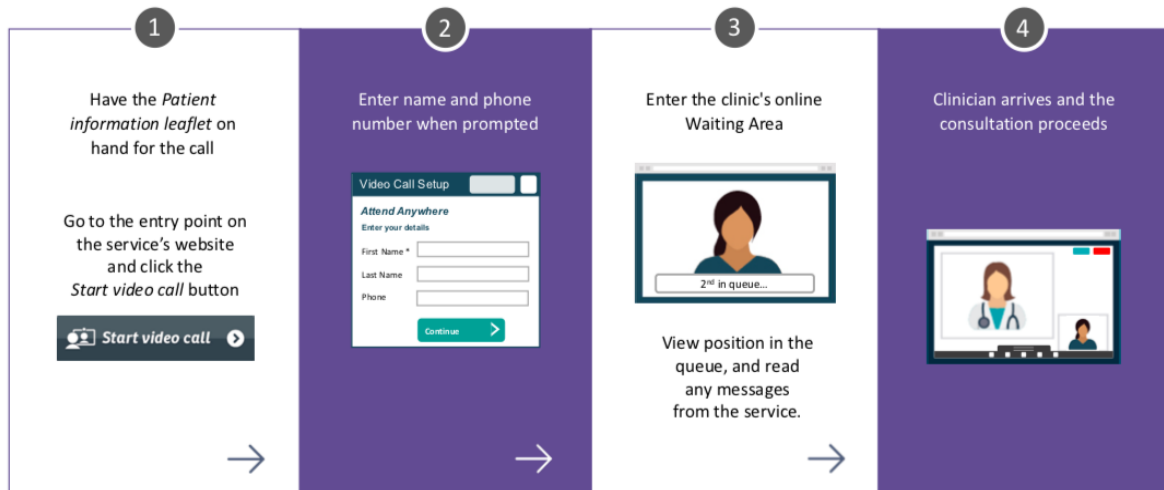 1
Have the Patient
information leaflet on
hand for the call
Go to the entry point on
the service's website
and click the
Start video call button
Start video call
2
Enter name and phone
number when prompted
Video Call Setup
Attend Anywhere
Enter your details
First Name *
Last Name
Phone
Continue
3
Enter the clinic's online
Waiting Area
2nd in queue...
View position in the
queue, and read
any messages
from the service.
4
Clinician arrives and the
consultation proceeds